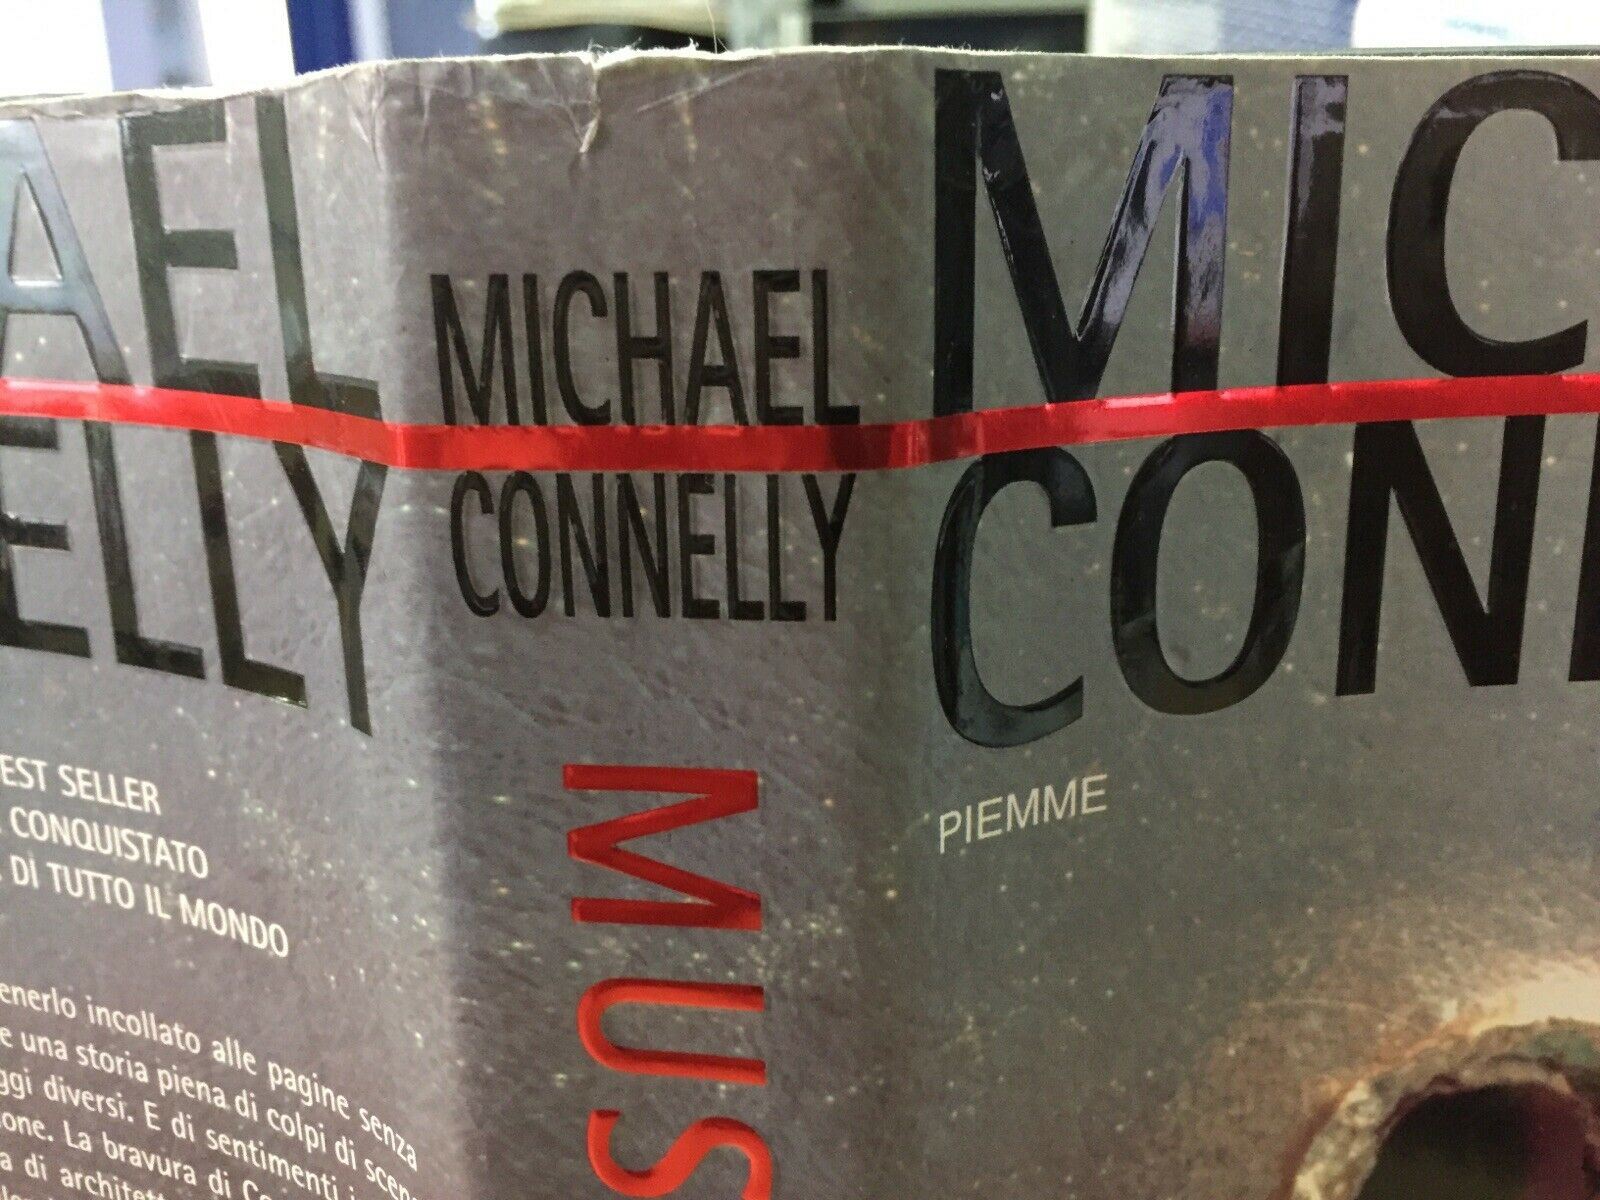 AEL
ELLY
EST SELLER
CONQUISTATO
DI TUTTO IL MONDO
enerlo incollato alle pagine senza
e una storia piena di colpi di scen
ggi diversi. E di sentimenti i
ione. La bravura di Co
a di architett
MICHAEL
CONNELLY
MUS
MIC
CON
PIEMME